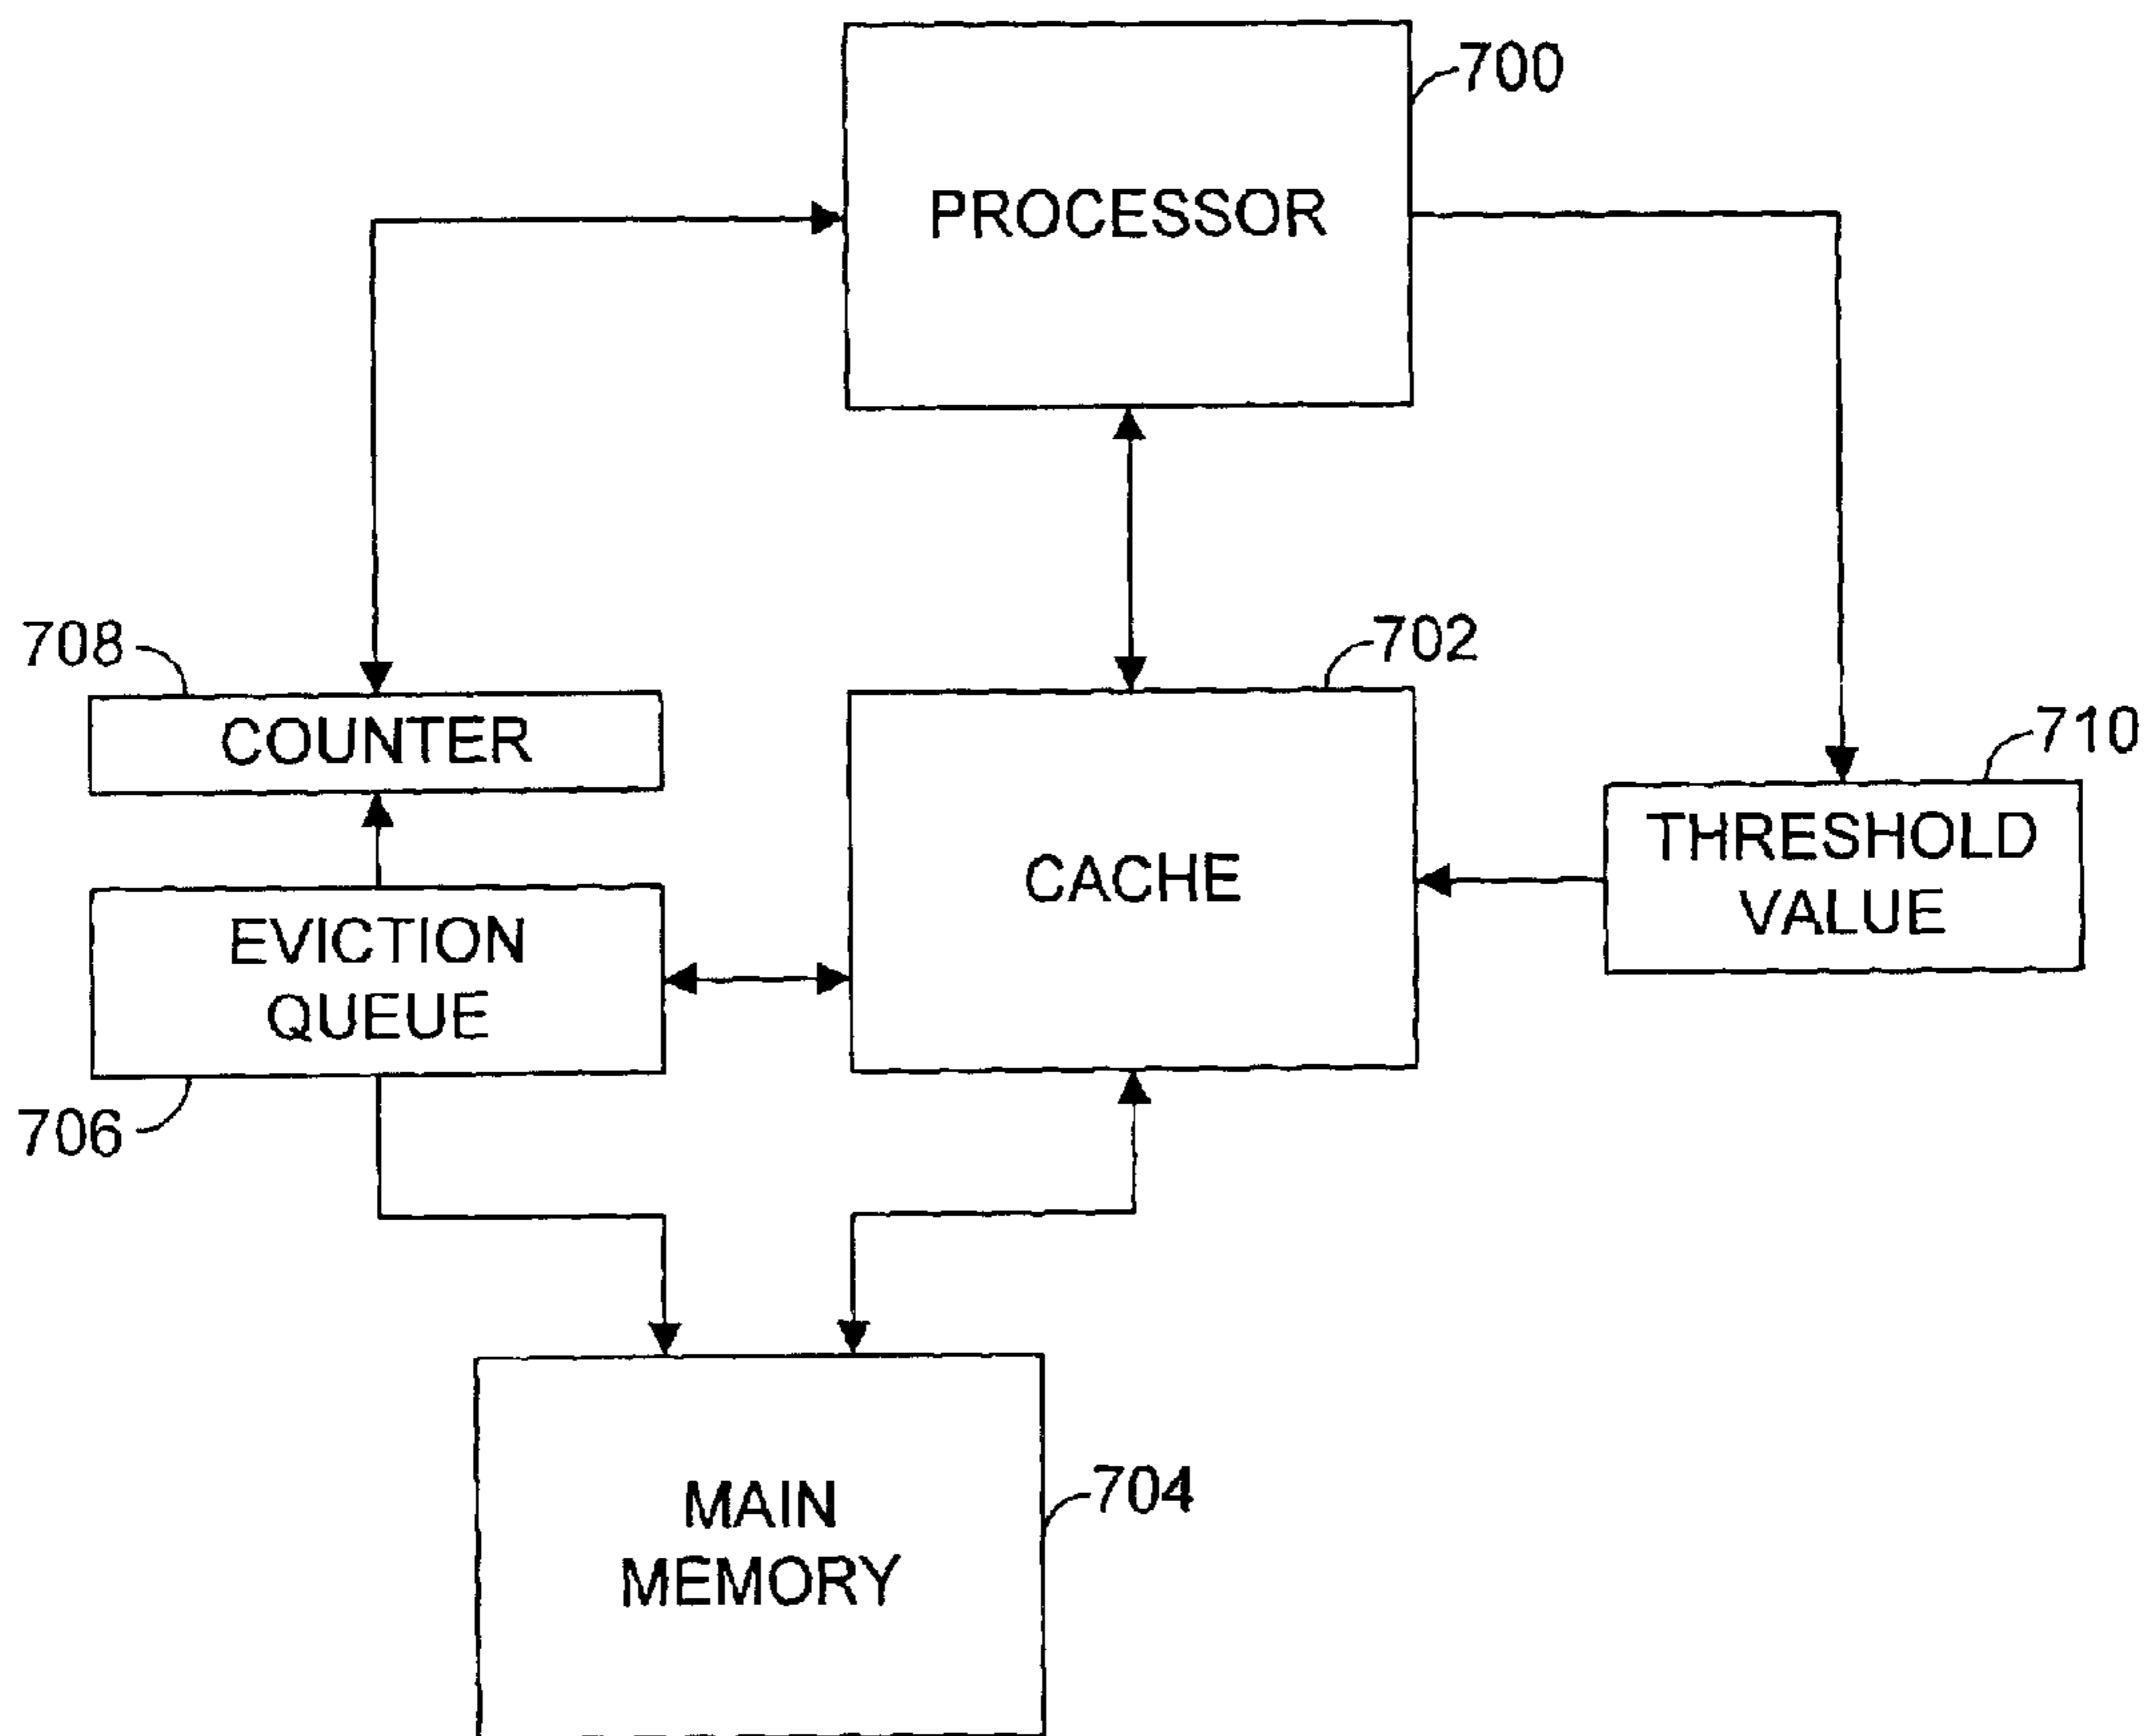 700
PROCESSOR
708
702
COUNTER
710
THRESHOLD
VALUE
CACHE
EVICTION
QUEUE
706
MAIN
MEMORY
704